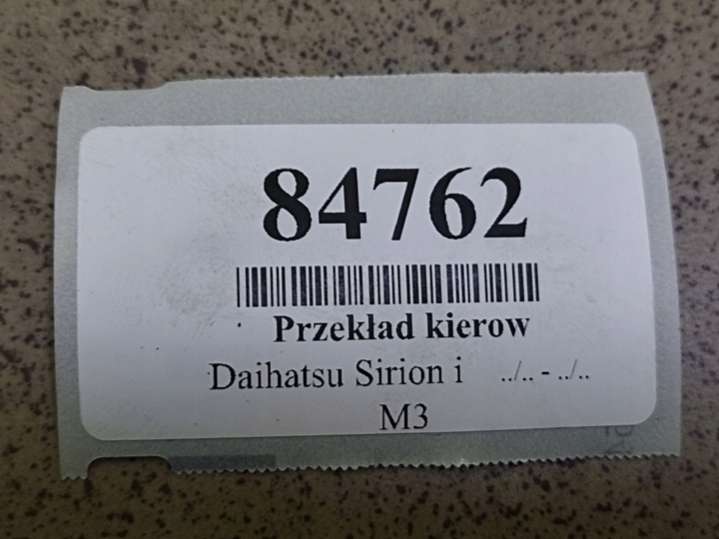 84762
Przekład kierow
Daihatsu Sirion i ../.. - ../..
M3